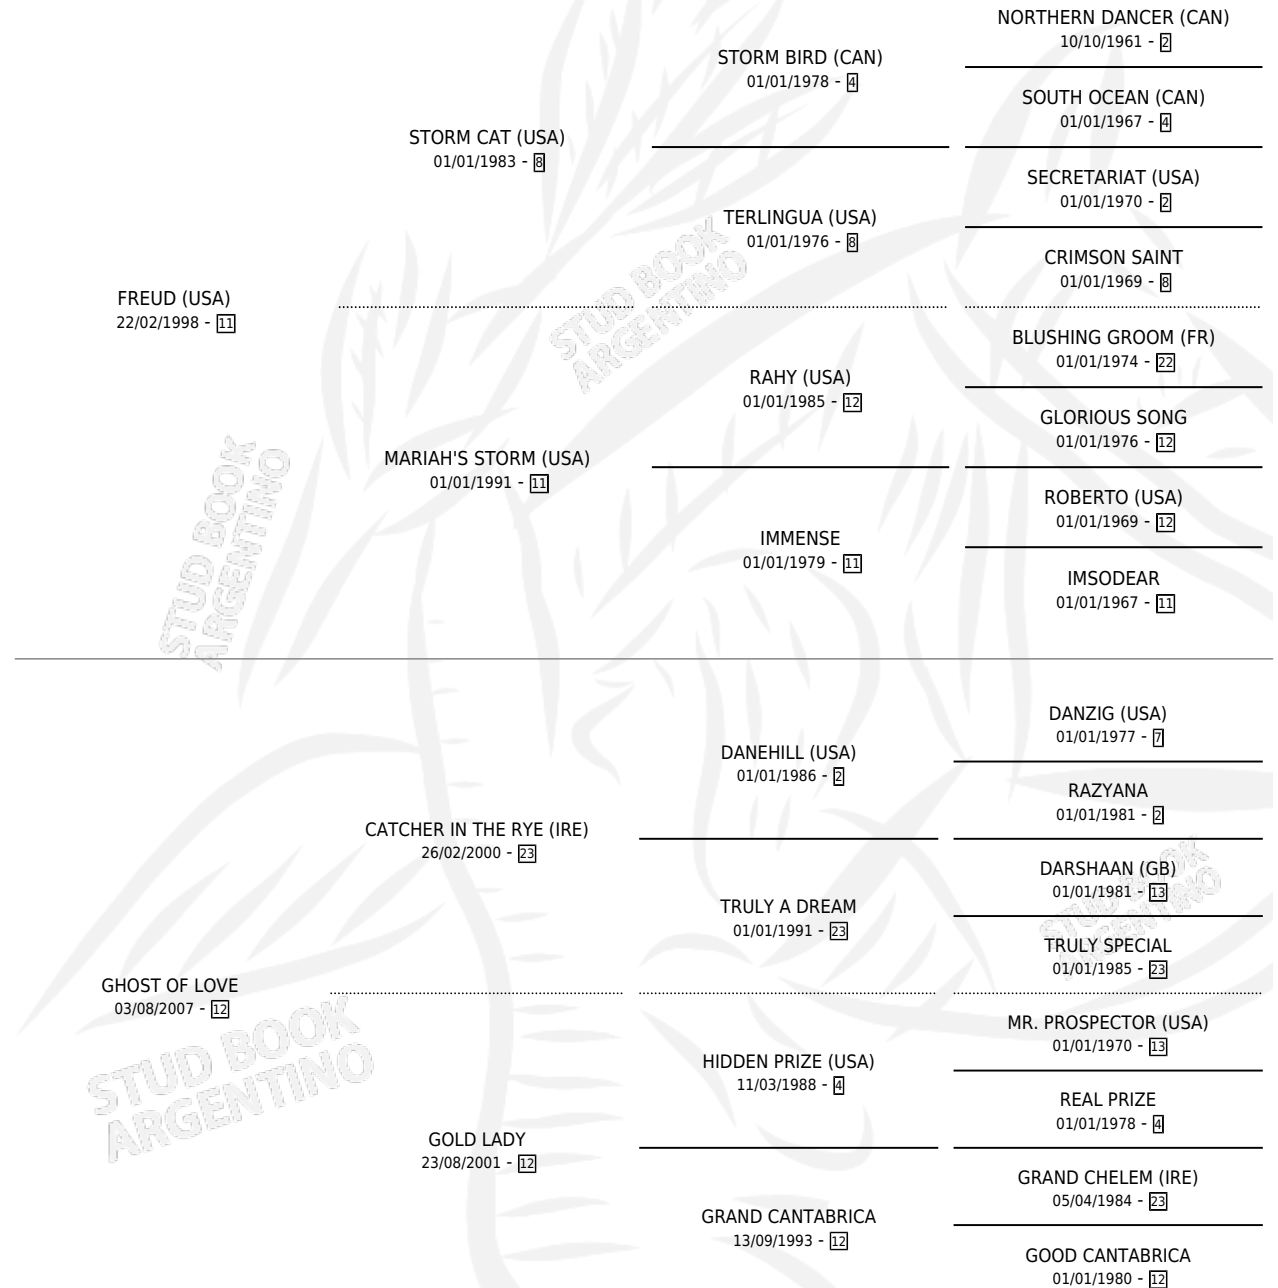 NORTHERN DANCER (CAN)
10/10/1961 - 2
STORM BIRD (CAN)
01/01/1978 - 4
SOUTH OCEAN (CAN)
01/01/1967 - 4
STORM CAT (USA)
01/01/1983 - 8
SECRETARIAT (USA)
01/01/1970 - 2
TERLINGUA (USA)
01/01/1976 - 8
CRIMSON SAINT
01/01/1969 - 8
FREUD (USA)
22/02/1998 - 11
BLUSHING GROOM (FR)
01/01/1974 - 22
RAHY (USA)
01/01/1985 - 12
GLORIOUS SONG
01/01/1976 - 12
MARIAH'S STORM (USA)
01/01/1991 - 11
ROBERTO (USA)
01/01/1969 - 12
IMMENSE
01/01/1979 - 11
IMSODEAR
01/01/1967 - 11
STUD BOOK
ARGENTINO
STUD BOOK
ARGENTINO
DANZIG (USA)
01/01/1977 - 7
DANEHILL (USA)
01/01/1986 - 2
RAZYANA
01/01/1981 - 2
CATCHER IN THE RYE (IRE)
26/02/2000 - 23
DARSHAAN (GB)
01/01/1981 - 13
TRULY A DREAM
01/01/1991 - 23
TRULY SPECIAL
01/01/1985 - 23
STUD BOOK
ARGENTINO
GHOST OF LOVE
03/08/2007 - 12
MR. PROSPECTOR (USA)
01/01/1970 - 13
HIDDEN PRIZE (USA)
11/03/1988 - 4
REAL PRIZE
01/01/1978 - 4
GOLD LADY
23/08/2001 - 12
GRAND CHELEM (IRE)
05/04/1984 - 23
GRAND CANTABRICA
13/09/1993 - 12
GOOD CANTABRICA
01/01/1980 - 12
STUD BOOK
ARGENTINO